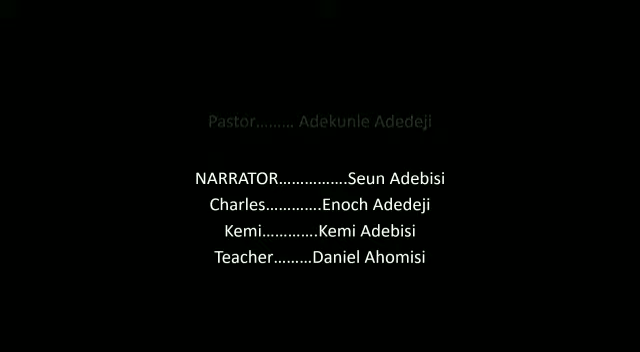 Pastor……… Adekunle Adedeji
NARRATOR…………….Seun Adebisi
Charles………….Enoch Adedeji
Kemi………….Kemi Adebisi
Teacher………Daniel Ahomisi